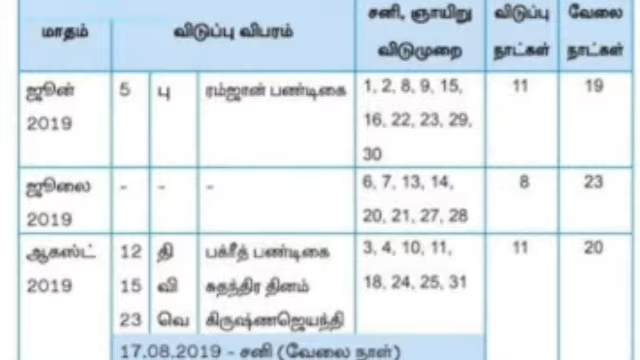 மாதம் விடுப்பு விபரம் சனி, ஞாயிறு விடுமுறை விடுப்பு நாட்கள் வேலை நாட்கள்
ஜூன் 5 பு ரம்ஜான் பண்டிகை 1, 2, 8, 9, 15, 11 19
2019 16, 22, 23, 29,
30
ஜூலை - - - 6, 7, 13, 14, 8 23
2019 20, 21, 27, 28
ஆகஸ்ட் 12 தி பக்ரீத் பண்டிகை 3, 4, 10, 11, 11 20
2019 15 வி சுதந்திர தினம் 18, 24, 25, 31
23 வெ கிருஷ்ணஜெயந்தி
17.08.2019 - சனி (வேலை நாள்)